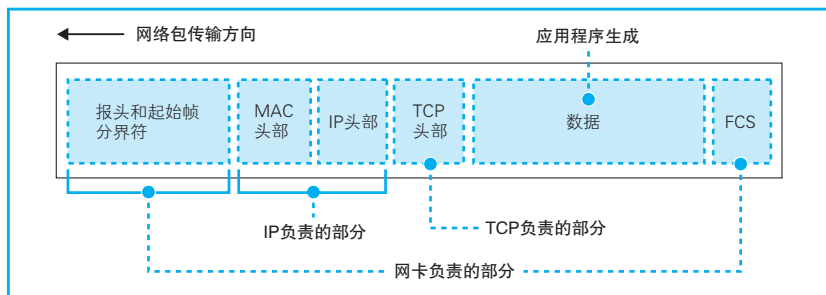 网络包传输方向
应用程序生成
报头和起始帧
分界符
MAC
头部
IP头部
TCP
头部
数据
FCS
IP负责的部分
TCP负责的部分
网卡负责的部分